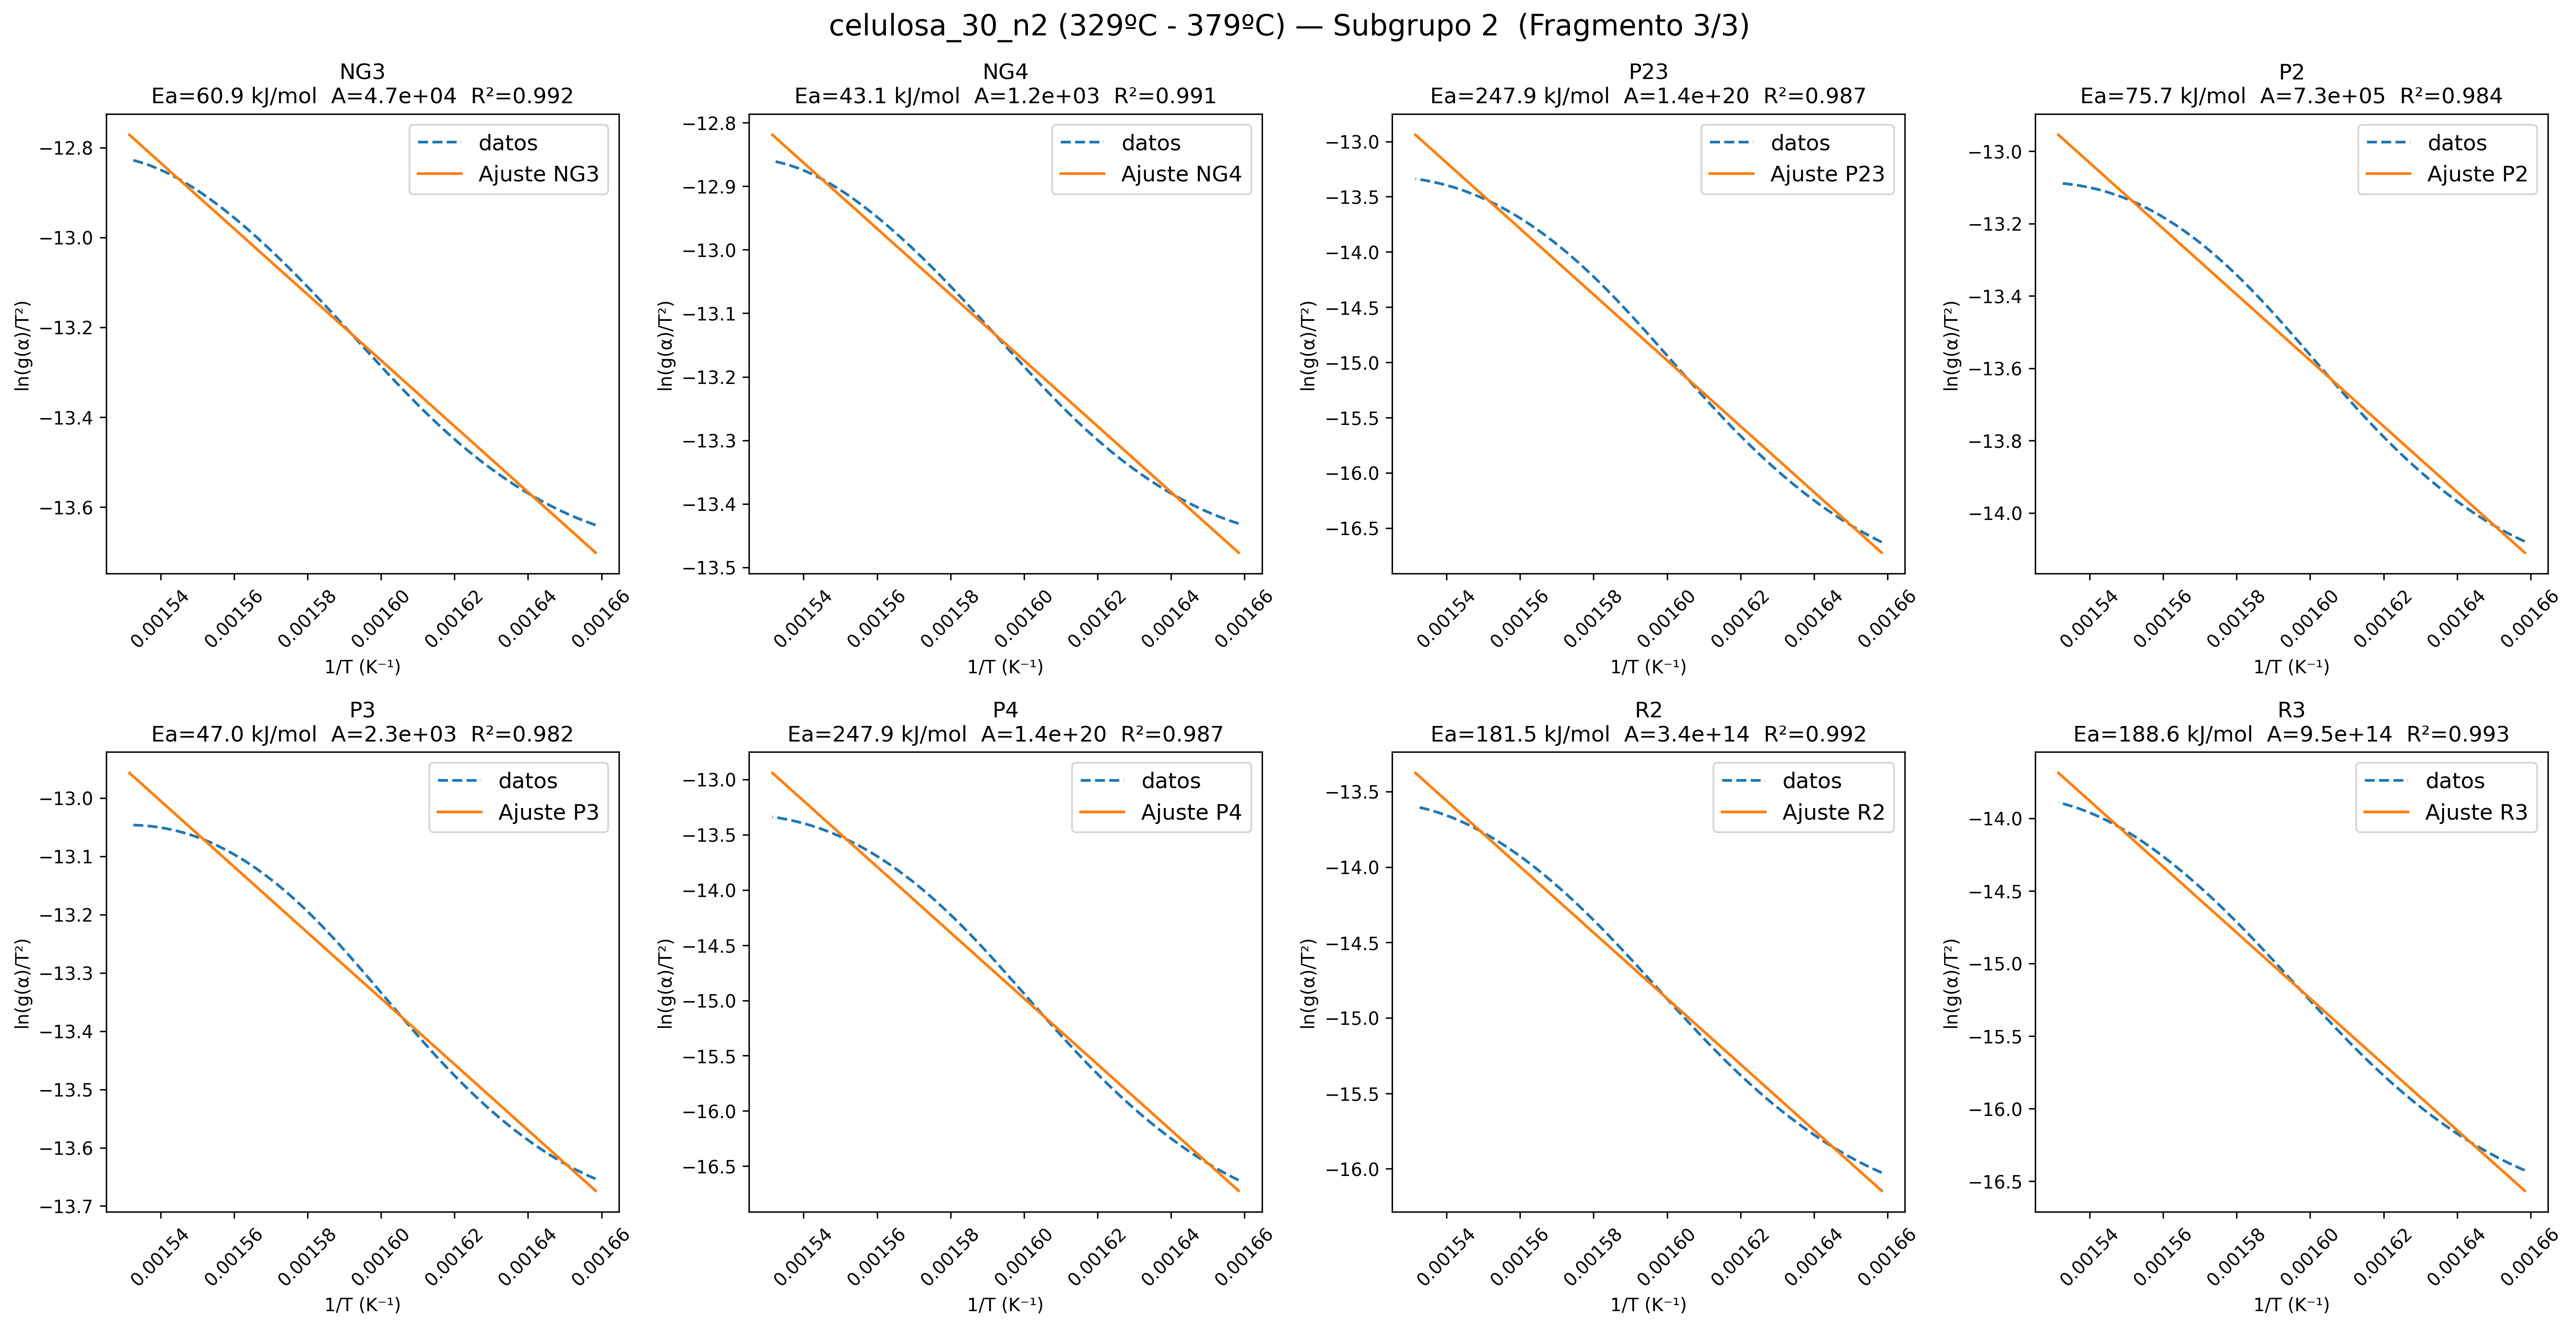 celulosa_30_n2 (329ºC - 379ºC) — Subgrupo 2  (Fragmento 3/3)
NG3
Ea=60.9 kJ/mol  A=4.7e+04  R²=0.992
datos
Ajuste NG3
ln(g(α)/T²)
−12.8
−13.0
−13.2
−13.4
−13.6
0.00154
0.00156
0.00158
0.00160
0.00162
0.00164
0.00166
1/T (K⁻¹)
NG4
Ea=43.1 kJ/mol  A=1.2e+03  R²=0.991
datos
Ajuste NG4
ln(g(α)/T²)
−12.8
−12.9
−13.0
−13.1
−13.2
−13.3
−13.4
−13.5
0.00154
0.00156
0.00158
0.00160
0.00162
0.00164
0.00166
1/T (K⁻¹)
P23
Ea=247.9 kJ/mol  A=1.4e+20  R²=0.987
datos
Ajuste P23
ln(g(α)/T²)
−13.0
−13.5
−14.0
−14.5
−15.0
−15.5
−16.0
−16.5
0.00154
0.00156
0.00158
0.00160
0.00162
0.00164
0.00166
1/T (K⁻¹)
P2
Ea=75.7 kJ/mol  A=7.3e+05  R²=0.984
datos
Ajuste P2
ln(g(α)/T²)
−13.0
−13.2
−13.4
−13.6
−13.8
−14.0
0.00154
0.00156
0.00158
0.00160
0.00162
0.00164
0.00166
1/T (K⁻¹)
P3
Ea=47.0 kJ/mol  A=2.3e+03  R²=0.982
datos
Ajuste P3
ln(g(α)/T²)
−13.0
−13.1
−13.2
−13.3
−13.4
−13.5
−13.6
−13.7
0.00154
0.00156
0.00158
0.00160
0.00162
0.00164
0.00166
1/T (K⁻¹)
P4
Ea=247.9 kJ/mol  A=1.4e+20  R²=0.987
datos
Ajuste P4
ln(g(α)/T²)
−13.0
−13.5
−14.0
−14.5
−15.0
−15.5
−16.0
−16.5
0.00154
0.00156
0.00158
0.00160
0.00162
0.00164
0.00166
1/T (K⁻¹)
R2
Ea=181.5 kJ/mol  A=3.4e+14  R²=0.992
datos
Ajuste R2
ln(g(α)/T²)
−13.5
−14.0
−14.5
−15.0
−15.5
−16.0
0.00154
0.00156
0.00158
0.00160
0.00162
0.00164
0.00166
1/T (K⁻¹)
R3
Ea=188.6 kJ/mol  A=9.5e+14  R²=0.993
datos
Ajuste R3
ln(g(α)/T²)
−14.0
−14.5
−15.0
−15.5
−16.0
−16.5
0.00154
0.00156
0.00158
0.00160
0.00162
0.00164
0.00166
1/T (K⁻¹)